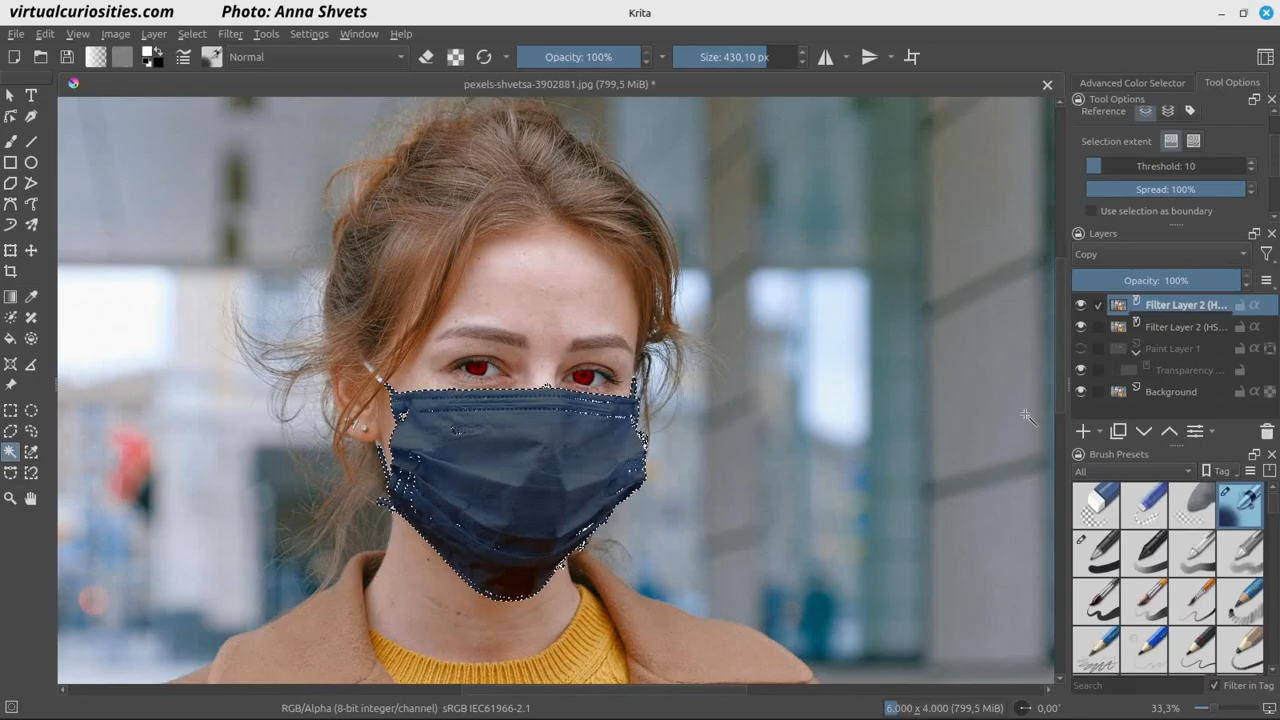 virtualcuriosities.com Photo: Anna Shvets
Krita
File Edit View Image Layer Select Filter Tools Settings Window Help
Normal
Opacity: 100%
Size: 430,10 px
pexels-shvetsa-3902881.jpg (799,5 MiB) *
Advanced Color Selector
Tool Options
Tool Options
Reference
Selection extent
Threshold: 10
Spread: 100%
Use selection as boundary
Layers
Copy
Opacity: 100%
Filter Layer 2 (H...
Filter Layer 2 (HS...
Paint Layer 1
Transparency ...
Background
Brush Presets
All
Tag
Search
Filter in Tag
RGB/Alpha (8-bit integer/channel) sRGB IEC61966-2.1
6.000 x 4.000 (799,5 MiB)
0,00°
33,3%